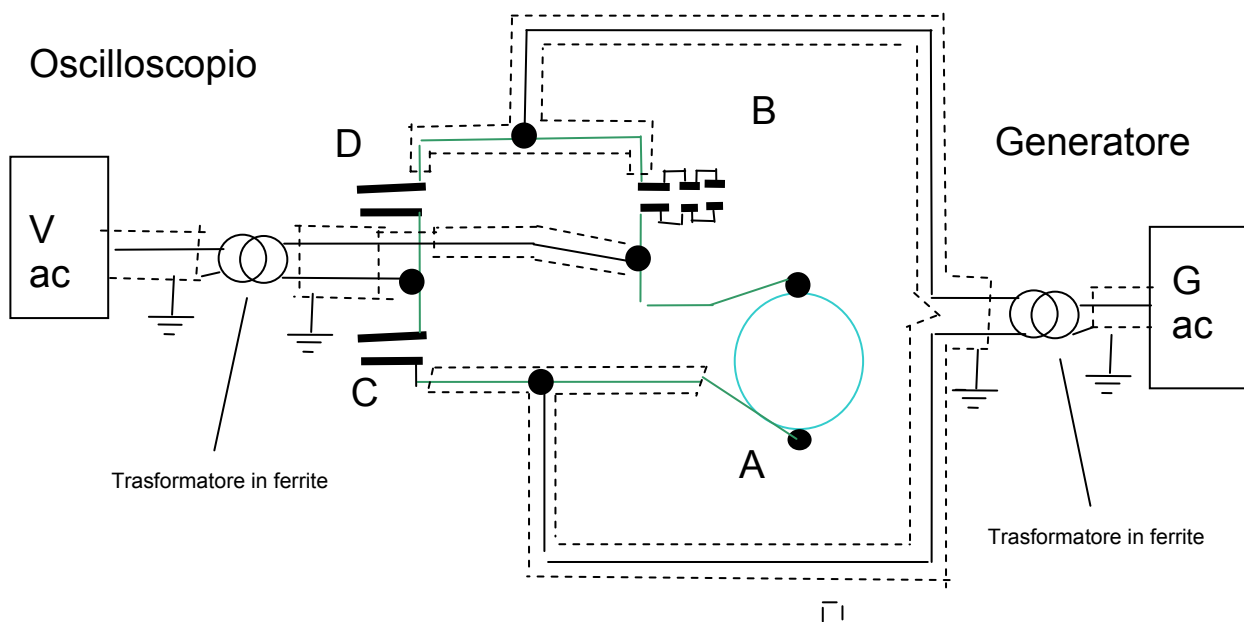 Oscilloscopio
B
D
Generatore
V
ac
G
ac
C
A
Trasformatore in ferrite
Trasformatore in ferrite